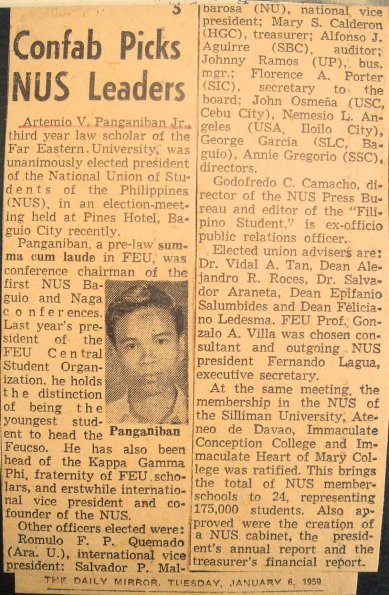 5
Confab Picks
NUS Leaders
Artemio V. Panganiban Jr.,
third year law scholar of the
Far Eastern University, was
unanimously elected president
of the National Union of Stu-
dents of the Philippines
(NUS), in an election-meet-
ing held at Pines Hotel, Ba-
guio City recently.
Panganiban, a pre-law sum-
ma cum laude in FEU, was
conference chairman of the
first NUS Ba-
guio and Naga
conferences.
Last year's pre-
sident of the
FEU Central
Student Organ-
ization, he holds
the distinction
of being the
youngest stud-
ent to head the
Feucso. He has also been
head of the Kappa Gamma
Phi, fraternity of FEU scho-
lars, and erstwhile internatio-
nal vice president and co-
founder of the NUS.
Other officers elected were:
Romulo F. P. Quemado
(Ara. U.), international vice
president: Salvador P. Mal-
Panganiban
barosa (NU), national vice
president; Mary S. Calderon
(HGC), treasurer; Alfonso J.
Aguirre (SBC), auditor;
Johnny Ramos (UP), bus.
mgr.; Florence A. Porter
(SIC), secretary to the
board; John Osmeña (USC,
Cebu City), Nemesio L. An-
geles (USA, Iloilo City),
George Garcia (SLC, Ba-
guio), Annie Gregorio (SSC),
directors.
Godofredo C. Camacho, di-
rector of the NUS Press Bu-
reau and editor of the "Fili-
pino Student," is ex-officio
public relations officer.
Elected union advisers are:
Dr. Vidal A. Tan, Dean Ale-
jandro R. Roces, Dr. Salva-
dor Araneta, Dean Epifanio
Salumbides and Dean Felicia-
no Ledesma. FEU Prof. Gon-
zalo A. Villa was chosen con-
sultant and outgoing NUS
president Fernando Lagua,
executive secretary.
At the same meeting, the
membership in the NUS of
the Silliman University, Ate-
neo de Davao, Immaculate
Conception College and Im-
maculate Heart of Mary Col-
lege was ratified. This brings
the total of NUS member-
schools to 24, representing
175,000 students. Also ap-
proved were the creation of
a NUS cabinet, the presid-
ent's annual report and the
treasurer's financial report.
THE DAILY MIRROR, TUESDAY, JANUARY 6, 1959